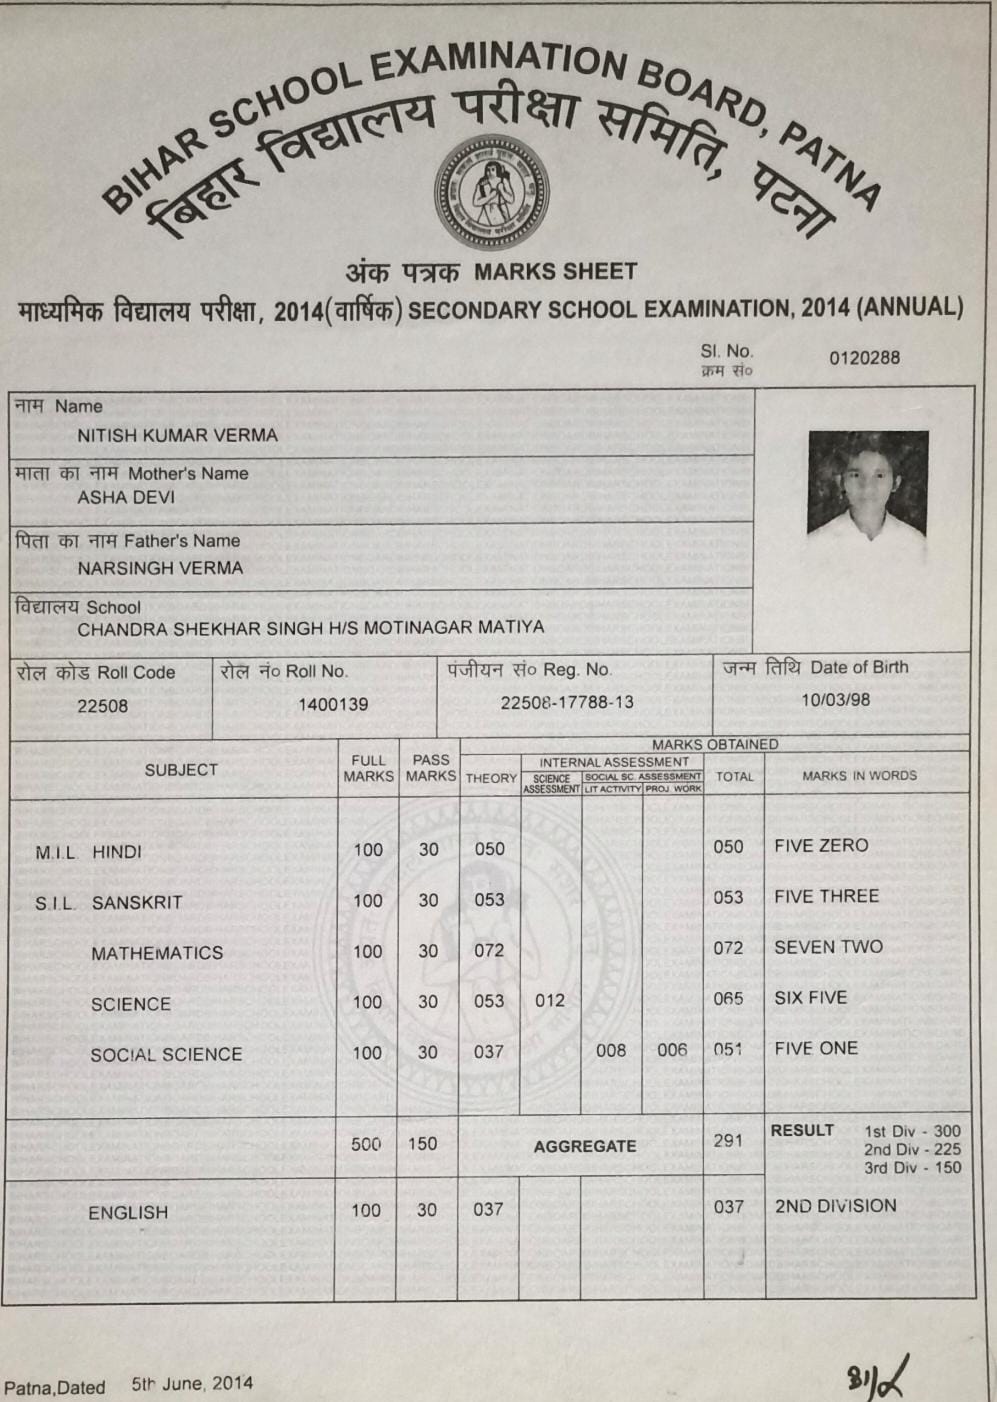 BIHAR SCHOOL EXAMINATION BOARD, PATNA
बिहार विद्यालय परीक्षा समिति, पटना
अंक पत्रक MARKS SHEET
माध्यमिक विद्यालय परीक्षा, 2014(वार्षिक) SECONDARY SCHOOL EXAMINATION, 2014 (ANNUAL)
Sl. No. 0120288
क्रम सं०
नाम Name
NITISH KUMAR VERMA
माता का नाम Mother's Name
ASHA DEVI
पिता का नाम Father's Name
NARSINGH VERMA
विद्यालय School
CHANDRA SHEKHAR SINGH H/S MOTINAGAR MATIYA
रोल कोड Roll Code रोल नं० Roll No. पंजीयन सं० Reg. No. जन्म तिथि Date of Birth
22508 1400139 22508-17788-13 10/03/98
SUBJECT FULL MARKS PASS MARKS MARKS OBTAINED
THEORY INTERNAL ASSESSMENT TOTAL MARKS IN WORDS
SCIENCE ASSESSMENT SOCIAL SC. ASSESSMENT
LIT ACTIVITY PROJ. WORK
M.I.L. HINDI 100 30 050 050 FIVE ZERO
S.I.L. SANSKRIT 100 30 053 053 FIVE THREE
MATHEMATICS 100 30 072 072 SEVEN TWO
SCIENCE 100 30 053 012 065 SIX FIVE
SOCIAL SCIENCE 100 30 037 008 006 051 FIVE ONE
500 150 AGGREGATE 291 RESULT 1st Div - 300
2nd Div - 225
3rd Div - 150
ENGLISH 100 30 037 037 2ND DIVISION
Patna,Dated 5th June, 2014